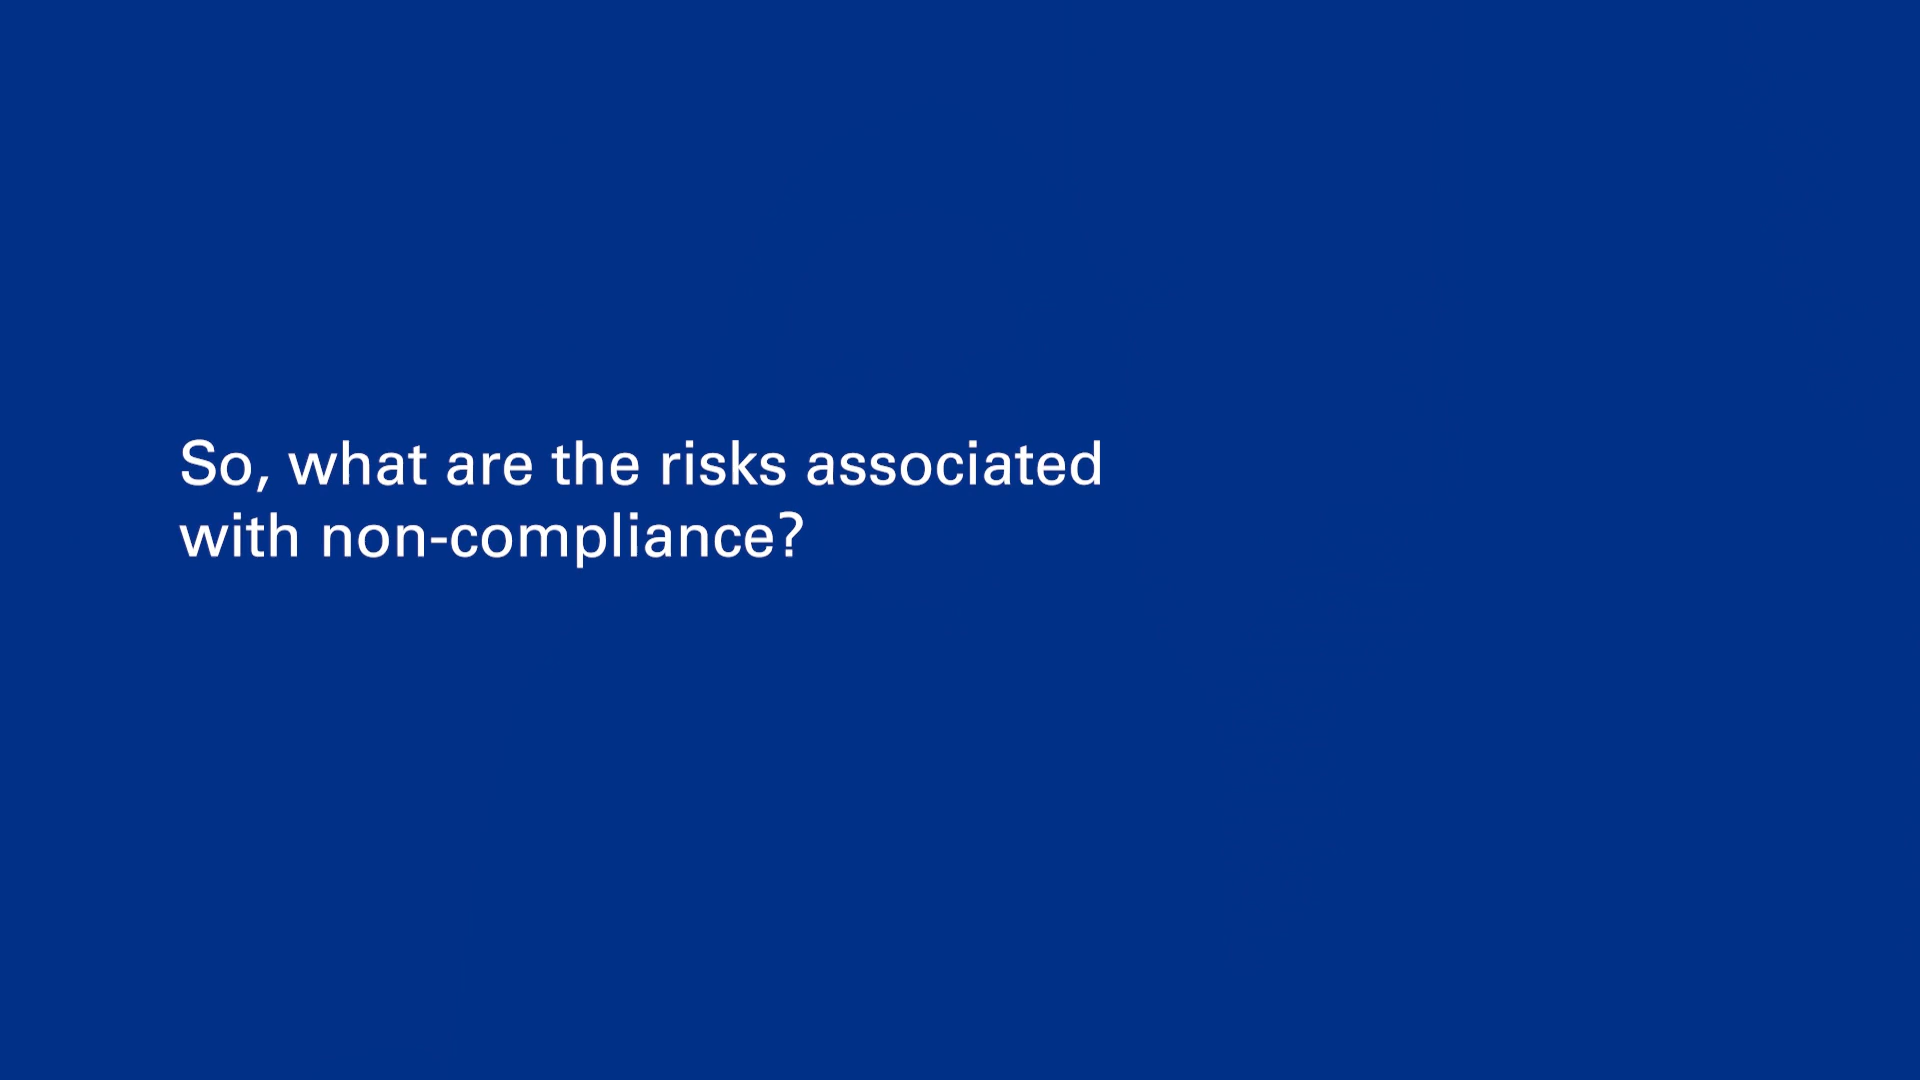 So, what are the risks associated
with non-compliance?